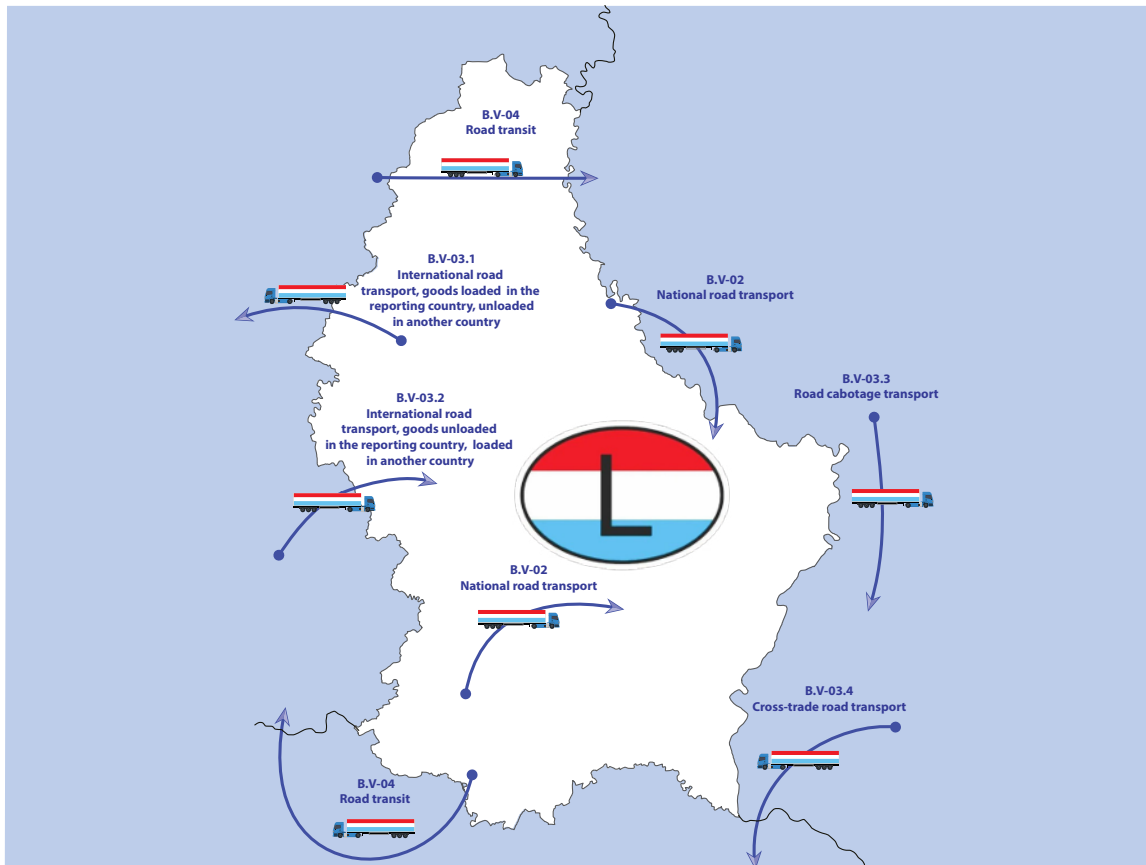 B.V-04
Road transit
B.V-03.1
International road
transport, goods loaded in the
reporting country, unloaded
in another country
B.V-02
National road transport
B.V-03.3
Road cabotage transport
B.V-03.2
International road
transport, goods unloaded
in the reporting country, loaded
in another country
L
B.V-02
National road transport
B.V-03.4
Cross-trade road transport
B.V-04
Road transit